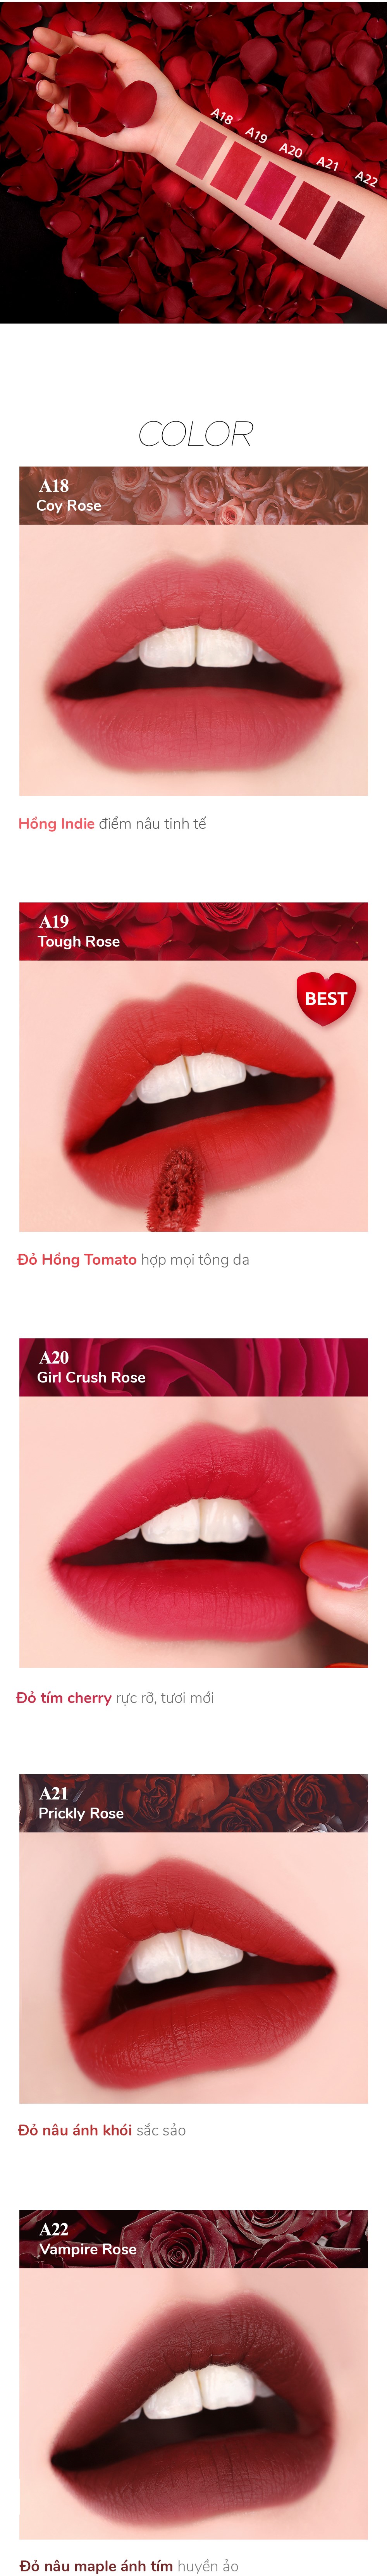 A18
A19
A20
A21
A22
COLOR
A18
Coy Rose
Hồng Indie điểm nâu tinh tế
A19
Tough Rose
BEST
Đỏ Hồng Tomato hợp mọi tông da
A20
Girl Crush Rose
Đỏ tím cherry rực rỡ, tươi mới
A21
Prickly Rose
Đỏ nâu ánh khói sắc sảo
A22
Vampire Rose
Đỏ nâu maple ánh tím huyền ảo